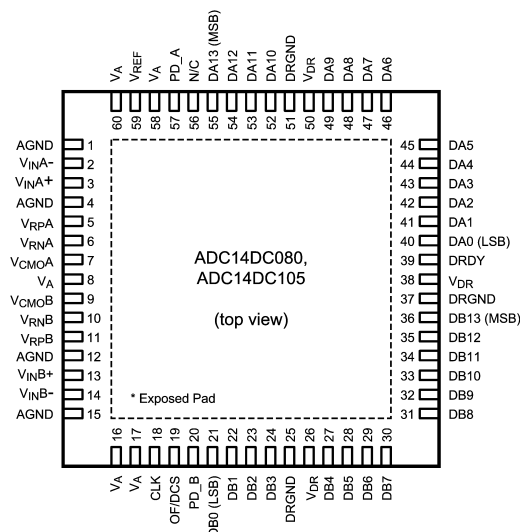 VA
VREF
VA
PD_A
N/C
DA13 (MSB)
DA12
DA11
DA10
DRGND
VDR
DA9
DA8
DA7
DA6
60
59
58
57
56
55
54
53
52
51
50
49
48
47
46
AGND 1
VINA- 2
VINA+ 3
AGND 4
VRPA 5
VRNA 6
VCMOA 7
VA 8
VCMOB 9
VRNB 10
VRPB 11
AGND 12
VINB+ 13
VINB- 14
AGND 15
ADC14DC080,
ADC14DC105
(top view)
* Exposed Pad
45 DA5
44 DA4
43 DA3
42 DA2
41 DA1
40 DA0 (LSB)
39 DRDY
38 VDR
37 DRGND
36 DB13 (MSB)
35 DB12
34 DB11
33 DB10
32 DB9
31 DB8
16
17
18
19
20
21
22
23
24
25
26
27
28
29
30
VA
VA
CLK
OF/DCS
PD_B
DB0 (LSB)
DB1
DB2
DB3
DRGND
VDR
DB4
DB5
DB6
DB7